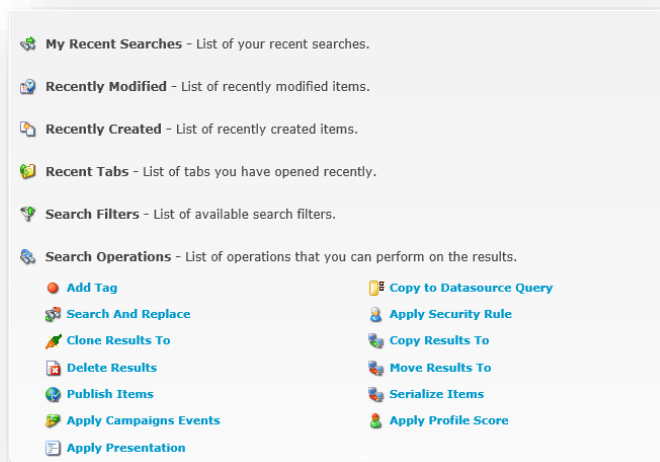 My Recent Searches - List of your recent searches.
Recently Modified - List of recently modified items.
Recently Created - List of recently created items.
Recent Tabs - List of tabs you have opened recently.
Search Filters - List of available search filters.
Search Operations - List of operations that you can perform on the results.
Add Tag
Copy to Datasource Query
Search And Replace
Apply Security Rule
Clone Results To
Copy Results To
Delete Results
Move Results To
Publish Items
Serialize Items
Apply Campaigns Events
Apply Profile Score
Apply Presentation